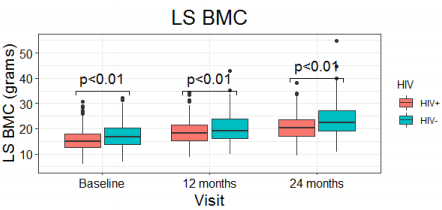 LS BMC
LS BMC (grams)
50
40
30
20
10
p<0.01
p<0.01
p<0.01
Baseline
12 months
24 months
Visit
HIV
HIV+
HIV-